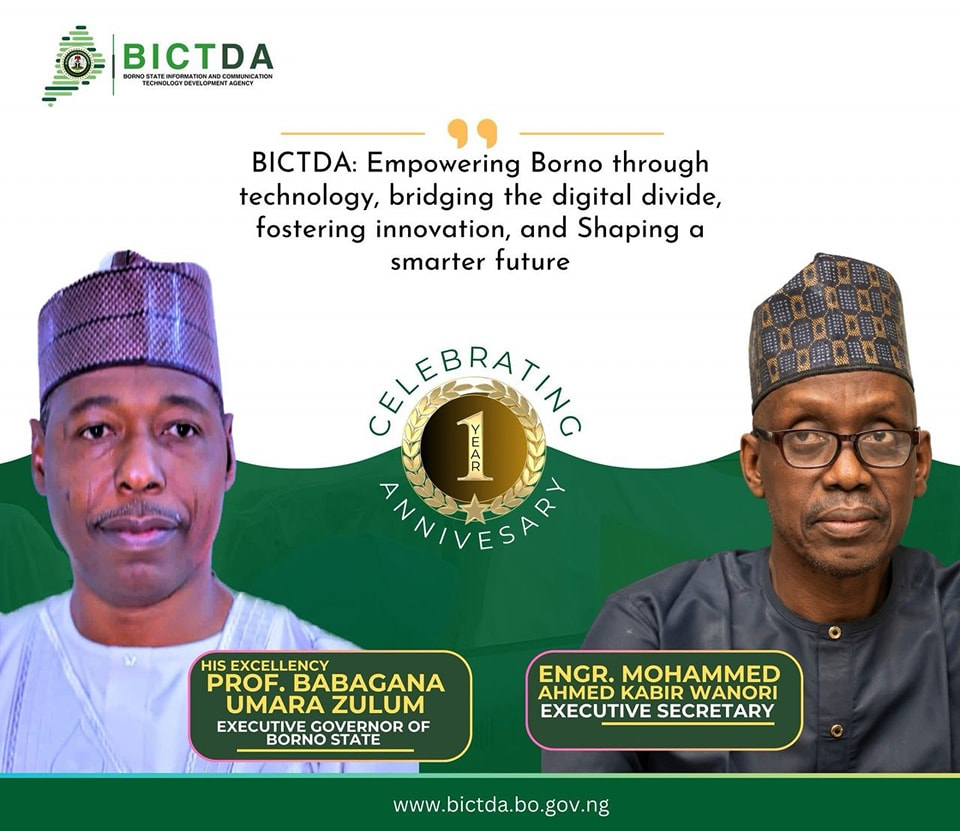 BICTDA
BORNO STATE INFORMATION AND COMMUNICATION
TECHNOLOGY DEVELOPMENT AGENCY
BICTDA: Empowering Borno through
technology, bridging the digital divide,
fostering innovation, and Shaping a
smarter future
CELEBRATING
1
YEAR
ANNIVESARY
HIS EXCELLENCY
PROF. BABAGANA
UMARA ZULUM
EXECUTIVE GOVERNOR OF
BORNO STATE
ENGR. MOHAMMED
AHMED KABIR WANORI
EXECUTIVE SECRETARY
www.bictda.bo.gov.ng